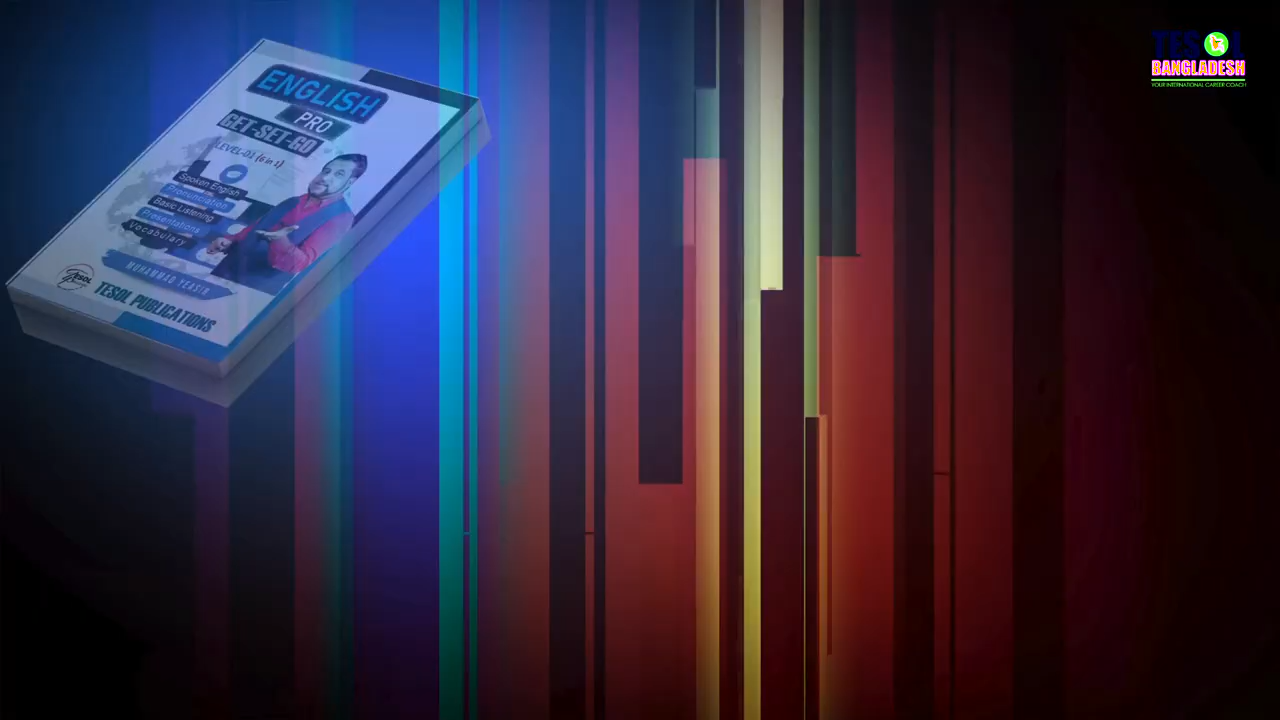 ENGLISH
PRO
GET-SET-GO
LEVEL-01 (6 in 1)
Spoken English
Pronunciation
Basic Listening
Presentations
Vocabulary
MUHAMMAD YEASIR
TESOL
TESOL PUBLICATIONS
TESOL
BANGLADESH
YOUR INTERNATIONAL CAREER COACH